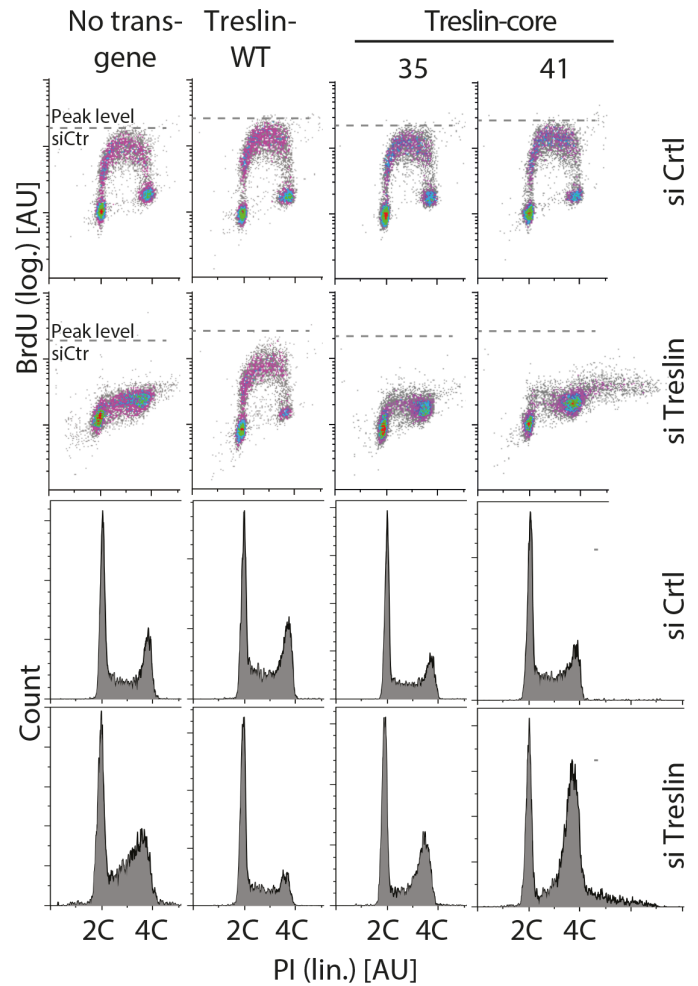 No trans-
gene
Treslin-
WT
Treslin-core
35
41
Peak level
siCtr
si Crtl
BrdU (log.) [AU]
Peak level
siCtr
si Treslin
si Crtl
Count
si Treslin
2C 4C 2C 4C 2C 4C 2C 4C
PI (lin.) [AU]